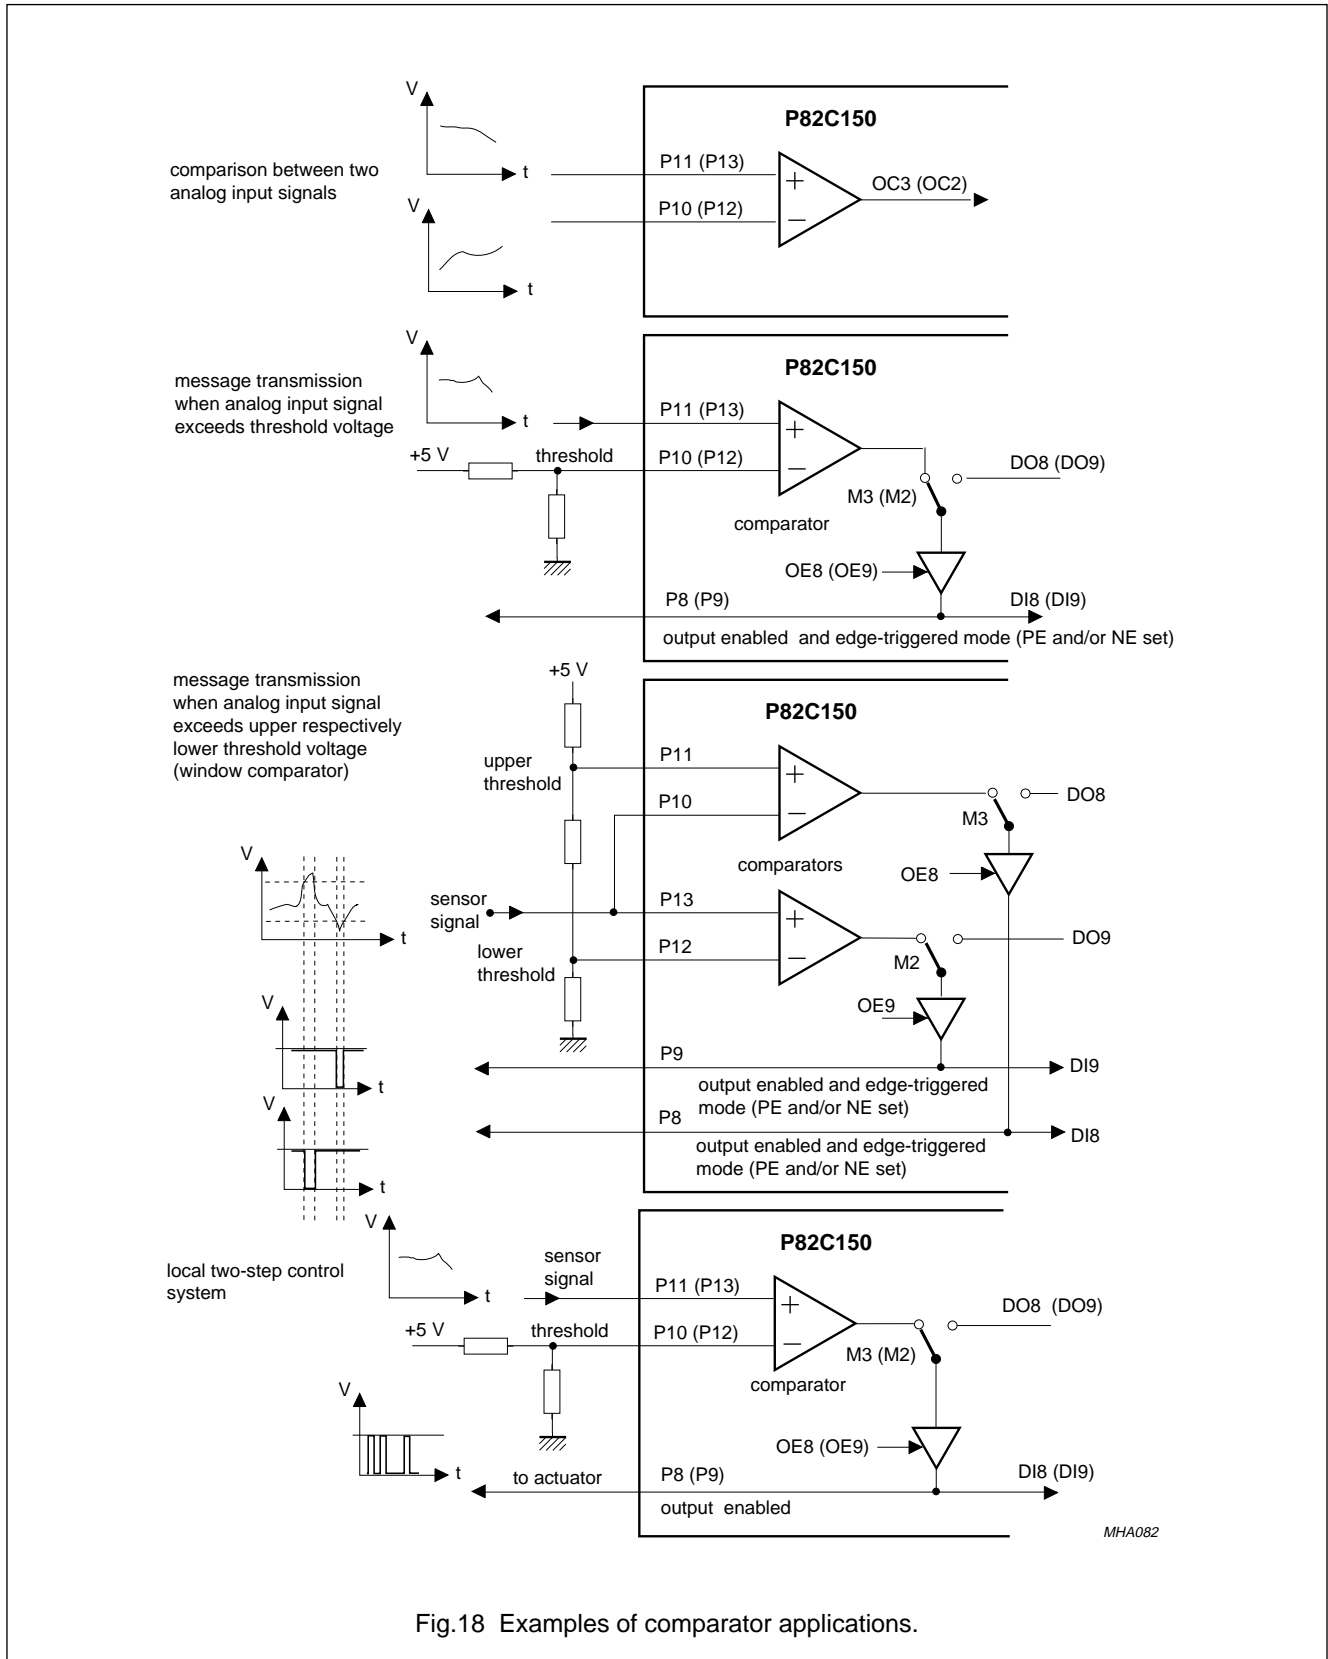 V
P82C150
comparison between two
analog input signals
t
P11 (P13)
+
OC3 (OC2)
V
P10 (P12)
–
t
V
P82C150
message transmission
when analog input signal
exceeds threshold voltage
t
P11 (P13)
+
+5 V
threshold
P10 (P12)
–
DO8 (DO9)
M3 (M2)
comparator
OE8 (OE9)
P8 (P9)
DI8 (DI9)
output enabled and edge-triggered mode (PE and/or NE set)
message transmission
when analog input signal
exceeds upper respectively
lower threshold voltage
(window comparator)
+5 V
P82C150
upper
threshold
P11
+
P10
–
DO8
M3
comparators
OE8
V
t
sensor
signal
P13
+
lower
threshold
P12
–
DO9
M2
OE9
V
t
P9
DI9
output enabled and edge-triggered
mode (PE and/or NE set)
V
t
P8
DI8
output enabled and edge-triggered
mode (PE and/or NE set)
V
P82C150
local two-step control
system
t
sensor
signal
P11 (P13)
+
DO8 (DO9)
+5 V
threshold
P10 (P12)
–
M3 (M2)
comparator
V
t
OE8 (OE9)
to actuator
P8 (P9)
DI8 (DI9)
output enabled
MHA082
Fig.18 Examples of comparator applications.